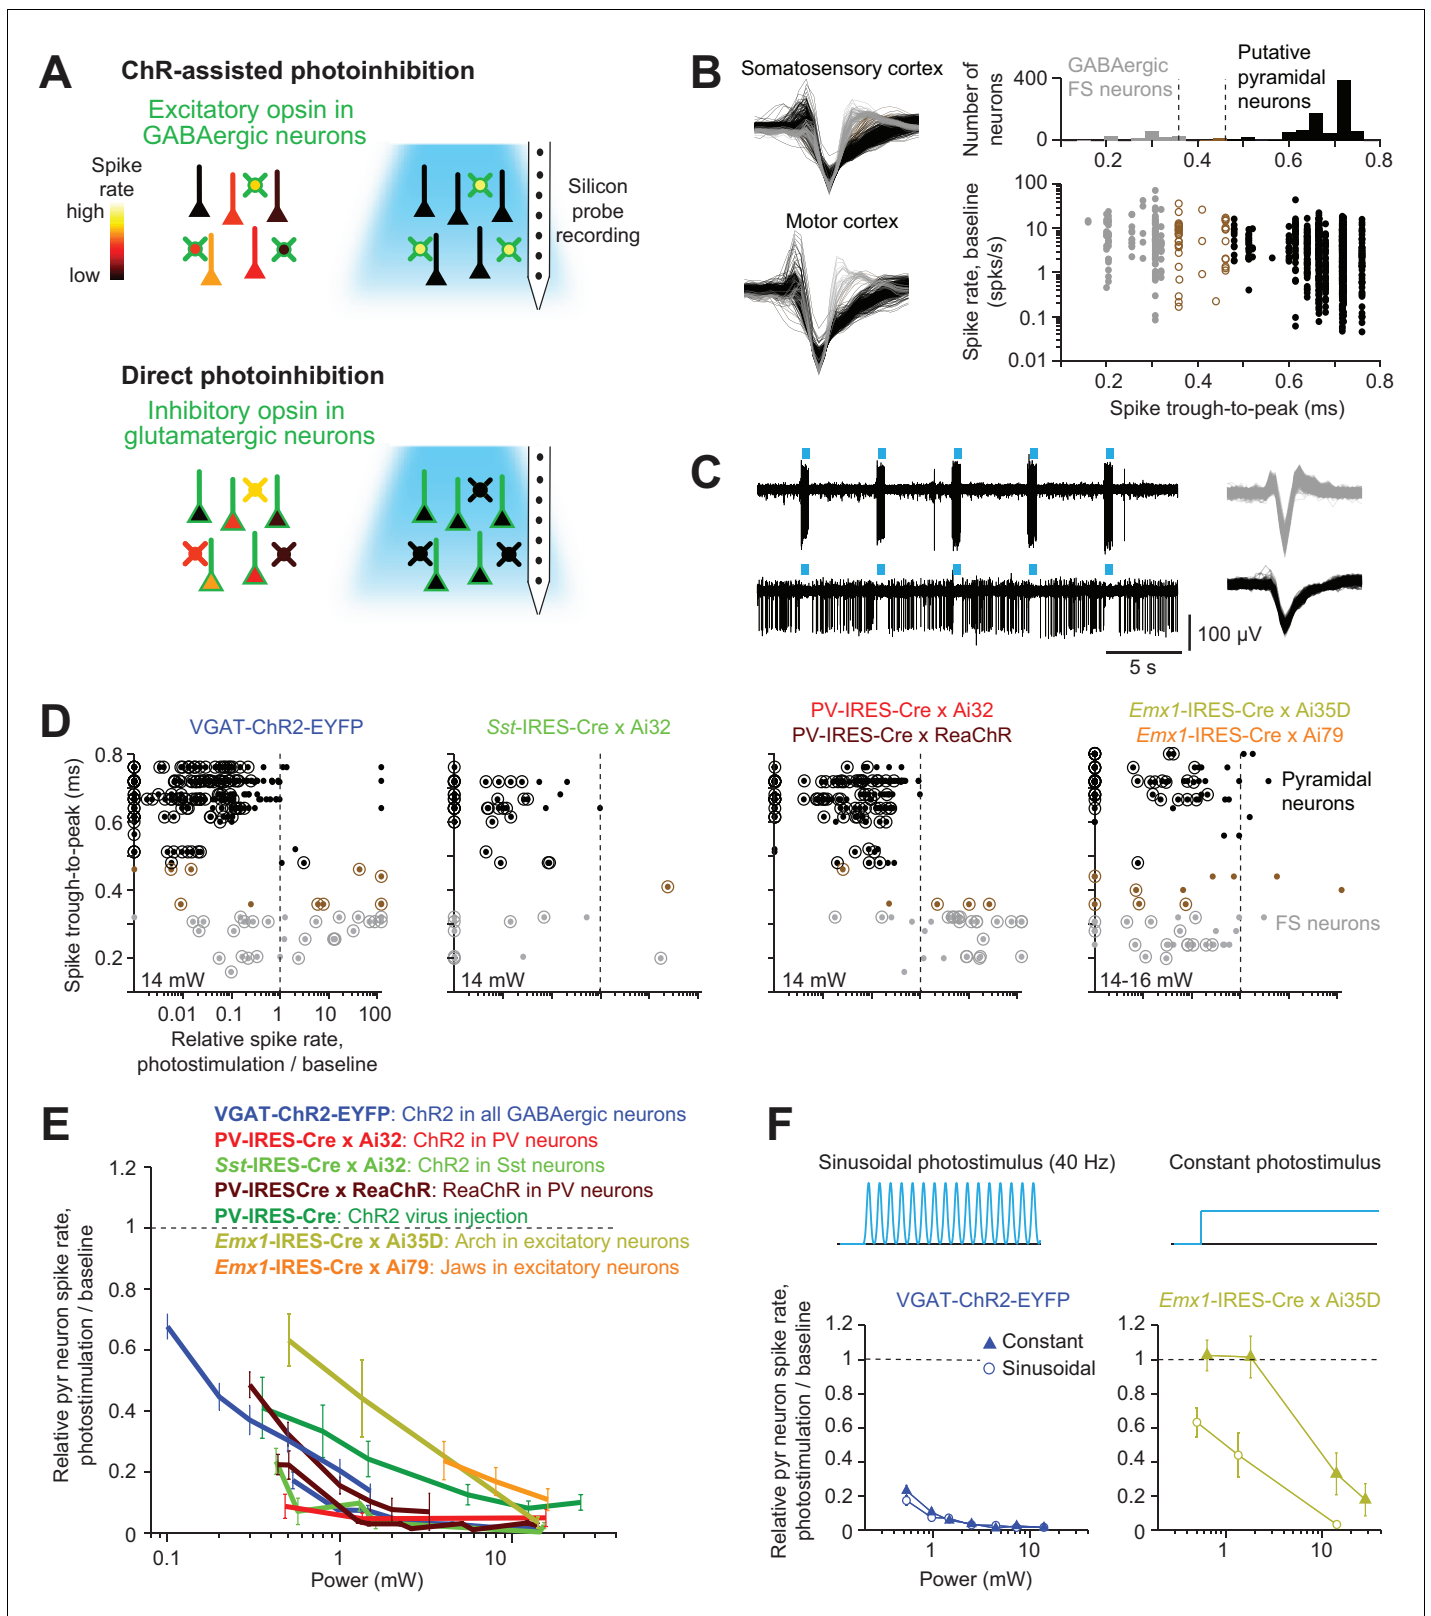 A
ChR-assisted photoinhibition
Excitatory opsin in
GABAergic neurons
Spike
rate
high
low
Silicon
probe
recording
Direct photoinhibition
Inhibitory opsin in
glutamatergic neurons
B
Somatosensory cortex
Motor cortex
Number of
neurons
400
0
GABAergic
FS neurons
Putative
pyramidal
neurons
0.2
0.4
0.6
0.8
Spike rate, baseline
(spks/s)
100
10
1
0.1
0.01
0.2
0.4
0.6
0.8
Spike trough-to-peak (ms)
C
100 µV
5 s
D
VGAT-ChR2-EYFP
Sst-IRES-Cre x Ai32
PV-IRES-Cre x Ai32
PV-IRES-Cre x ReaChR
Emx1-IRES-Cre x Ai35D
Emx1-IRES-Cre x Ai79
Spike trough-to-peak (ms)
0.8
0.6
0.4
0.2
14 mW
14 mW
14 mW
14-16 mW
Pyramidal
neurons
FS neurons
0.01
0.1
1
10
100
Relative spike rate,
photostimulation / baseline
E
VGAT-ChR2-EYFP: ChR2 in all GABAergic neurons
PV-IRES-Cre x Ai32: ChR2 in PV neurons
Sst-IRES-Cre x Ai32: ChR2 in Sst neurons
PV-IRESCre x ReaChR: ReaChR in PV neurons
PV-IRES-Cre: ChR2 virus injection
Emx1-IRES-Cre x Ai35D: Arch in excitatory neurons
Emx1-IRES-Cre x Ai79: Jaws in excitatory neurons
Relative pyr neuron spike rate,
photostimulation / baseline
1.2
1
0.8
0.6
0.4
0.2
0
0.1
1
10
Power (mW)
F
Sinusoidal photostimulus (40 Hz)
Constant photostimulus
Relative pyr neuron spike rate,
photostimulation / baseline
VGAT-ChR2-EYFP
Constant
Sinusoidal
1.2
1
0.8
0.6
0.4
0.2
0
1
10
Power (mW)
Emx1-IRES-Cre x Ai35D
1.2
1
0.8
0.6
0.4
0.2
0
1
10